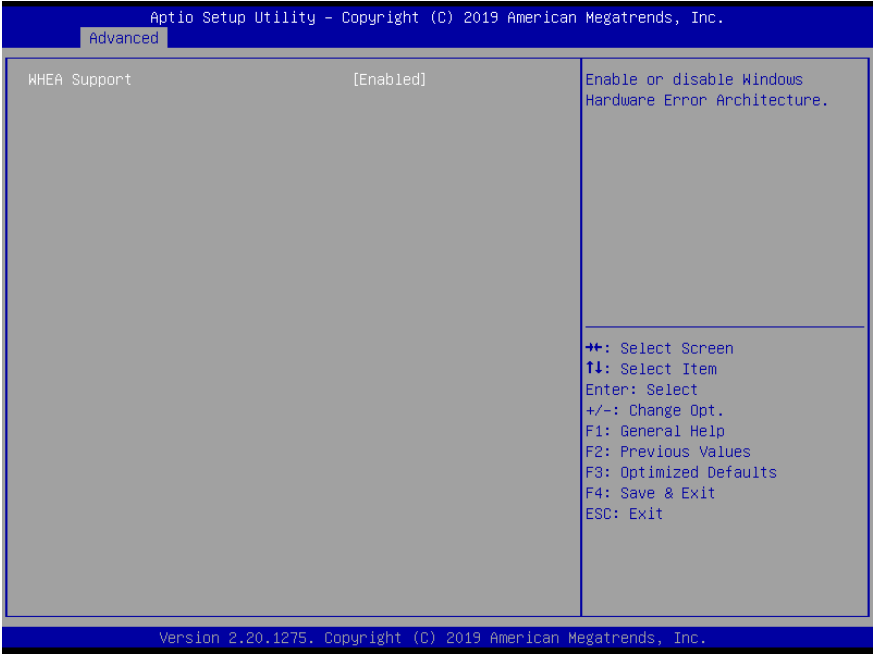 Aptio Setup Utility – Copyright (C) 2019 American Megatrends, Inc.
Advanced
WHEA Support [Enabled]
Enable or disable Windows
Hardware Error Architecture.
→←: Select Screen
↑↓: Select Item
Enter: Select
+/-: Change Opt.
F1: General Help
F2: Previous Values
F3: Optimized Defaults
F4: Save & Exit
ESC: Exit
Version 2.20.1275. Copyright (C) 2019 American Megatrends, Inc.